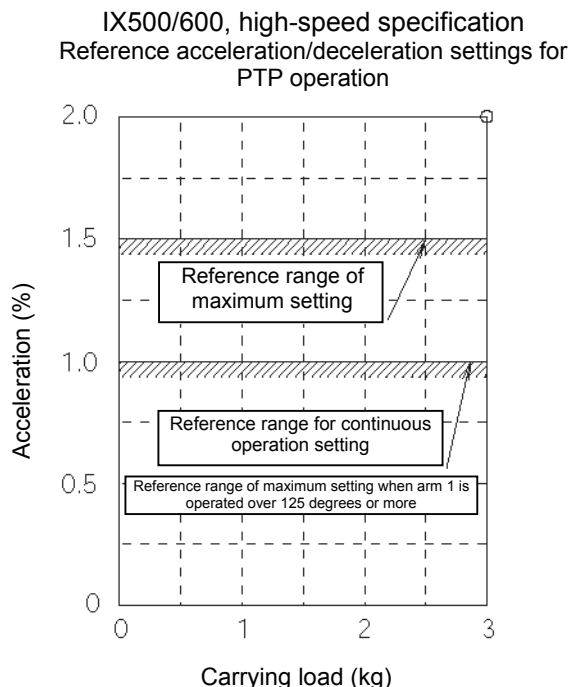 IX500/600, high-speed specification
Reference acceleration/deceleration settings for
PTP operation
2.0
1.5
Reference range of
maximum setting
Acceleration (%)
1.0
Reference range for continuous
operation setting
Reference range of maximum setting when arm 1 is
operated over 125 degrees or more
0.5
0
0
1
2
3
Carrying load (kg)